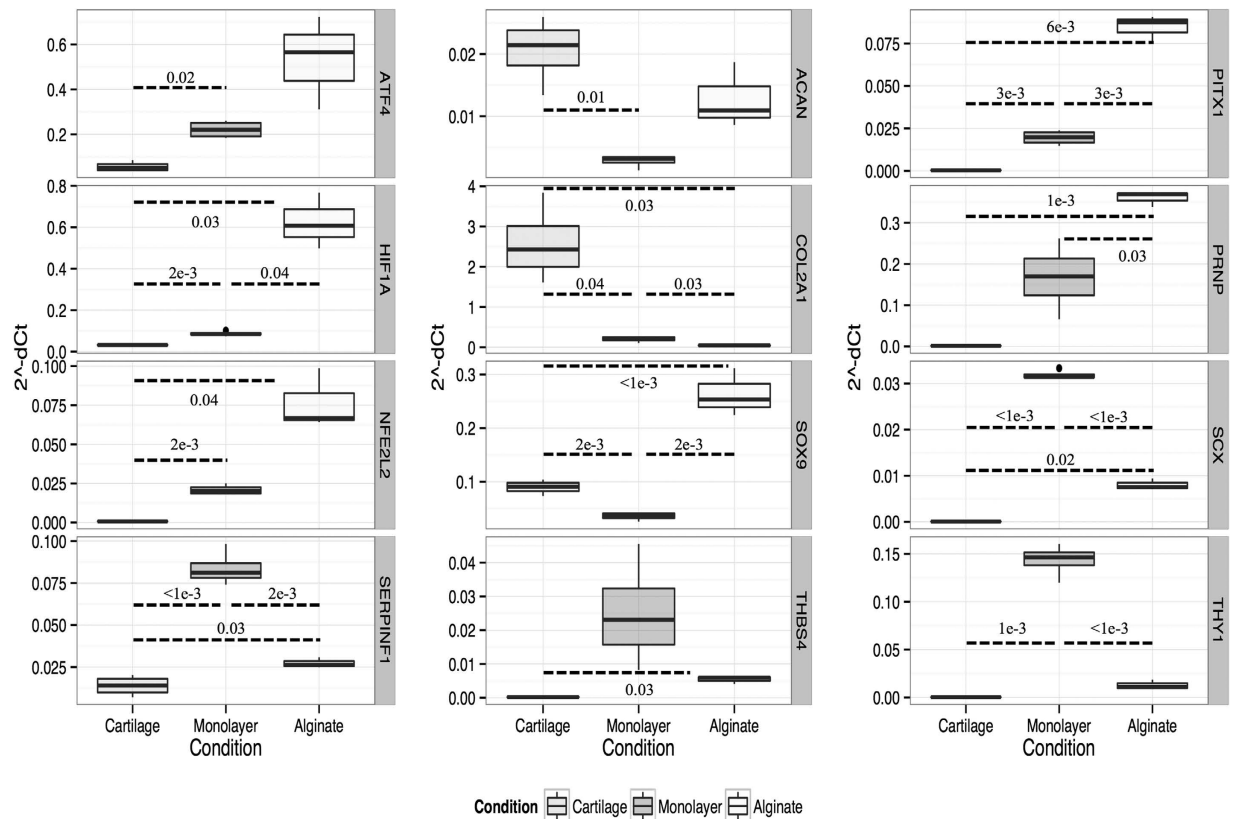 0.6
0.4
0.2
0.02
ATF4
0.8
0.6
0.4
0.2
0.0
0.03
2e-3
0.04
HIF1A
2^-dCt
0.100
0.075
0.050
0.025
0.000
0.04
2e-3
NFE2L2
0.100
0.075
0.050
0.025
<1e-3
2e-3
0.03
SERPINF1
Cartilage Monolayer Alginate
Condition
0.02
0.01
0.01
ACAN
4
3
2
1
0
0.03
0.04
0.03
COL2A1
2^-dCt
0.3
0.2
0.1
<1e-3
2e-3
2e-3
SOX9
0.04
0.03
0.02
0.01
0.00
0.03
THBS4
Cartilage Monolayer Alginate
Condition
0.075
0.050
0.025
0.000
6e-3
3e-3
3e-3
PITX1
0.3
0.2
0.1
0.0
1e-3
0.03
PRNP
2^-dCt
0.03
0.02
0.01
0.00
<1e-3
<1e-3
0.02
SCX
0.15
0.10
0.05
0.00
1e-3
<1e-3
THY1
Cartilage Monolayer Alginate
Condition
Condition Cartilage Monolayer Alginate